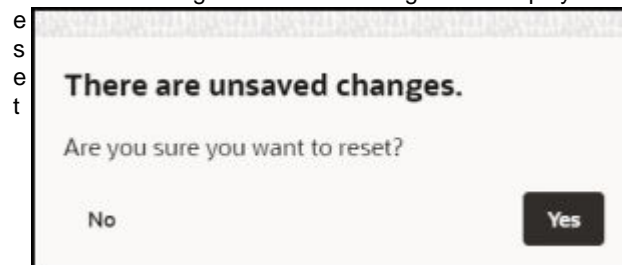 e
s
e
t
There are unsaved changes.
Are you sure you want to reset?
No
Yes